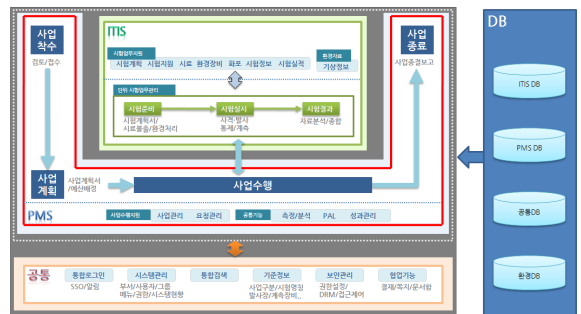 사업
착수
검토/접수
ITIS
시험업무지원
시험계획 시험지원 시료 환경장비 화포 시험정보 시험실적
환경자료
기상정보
단위 시험업무관리
시험준비
시험실시
시험결과
시험계획서/
시료불출/환경처리
사격·발사
통제/계측
자료분석/종합
사업
종료
사업종결보고
사업
계획
사업계획서
/예산배정
사업수행
PMS
사업수행지원 사업관리 요청관리 공통기능 측정/분석 PAL 성과관리
공통
통합로그인
SSO/알림
시스템관리
부서/사용자/그룹
메뉴/권한/시스템현황
통합검색
기준정보
사업구분/시험명칭
발사장/계측장비..
보안관리
권한설정/
DRM/접근제어
협업기능
결재/쪽지/문서함
DB
ITIS DB
PMS DB
공통DB
환경DB